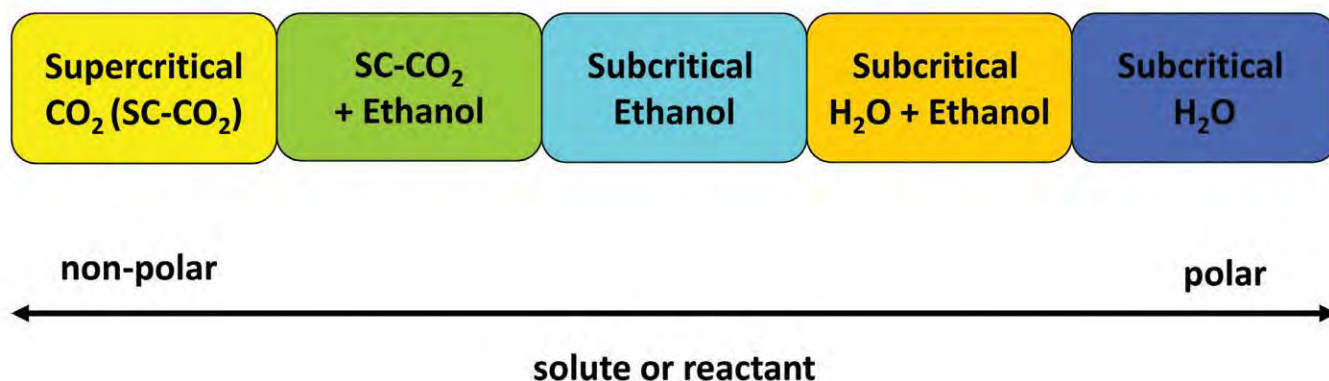 Supercritical
CO₂ (SC-CO₂)
SC-CO₂
+ Ethanol
Subcritical
Ethanol
Subcritical
H₂O + Ethanol
Subcritical
H₂O
non-polar
polar
solute or reactant